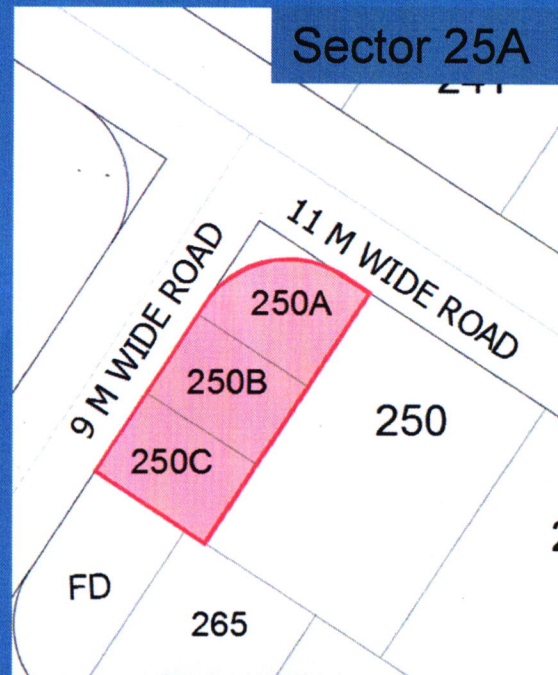 Sector 25A
11 M WIDE ROAD
9 M WIDE ROAD
250A
250B
250
250C
FD
265